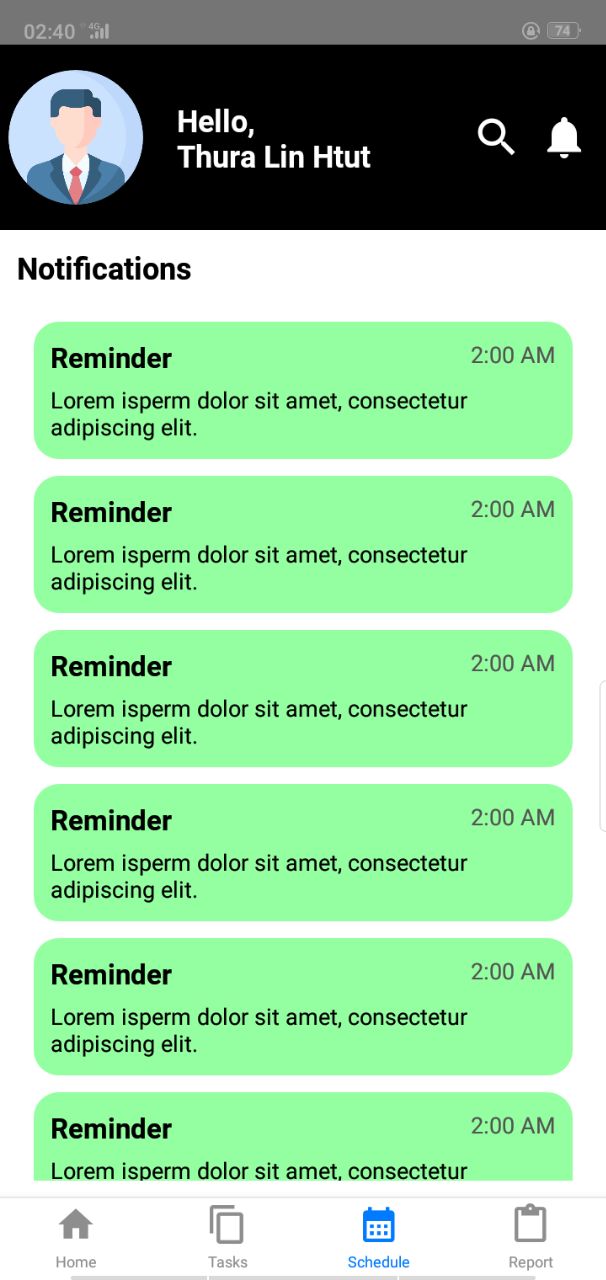 02:40 4G 74
Hello,
Thura Lin Htut
Notifications
Reminder 2:00 AM
Lorem isperm dolor sit amet, consectetur
adipiscing elit.
Reminder 2:00 AM
Lorem isperm dolor sit amet, consectetur
adipiscing elit.
Reminder 2:00 AM
Lorem isperm dolor sit amet, consectetur
adipiscing elit.
Reminder 2:00 AM
Lorem isperm dolor sit amet, consectetur
adipiscing elit.
Reminder 2:00 AM
Lorem isperm dolor sit amet, consectetur
adipiscing elit.
Reminder 2:00 AM
Lorem isperm dolor sit amet, consectetur
Home Tasks Schedule Report